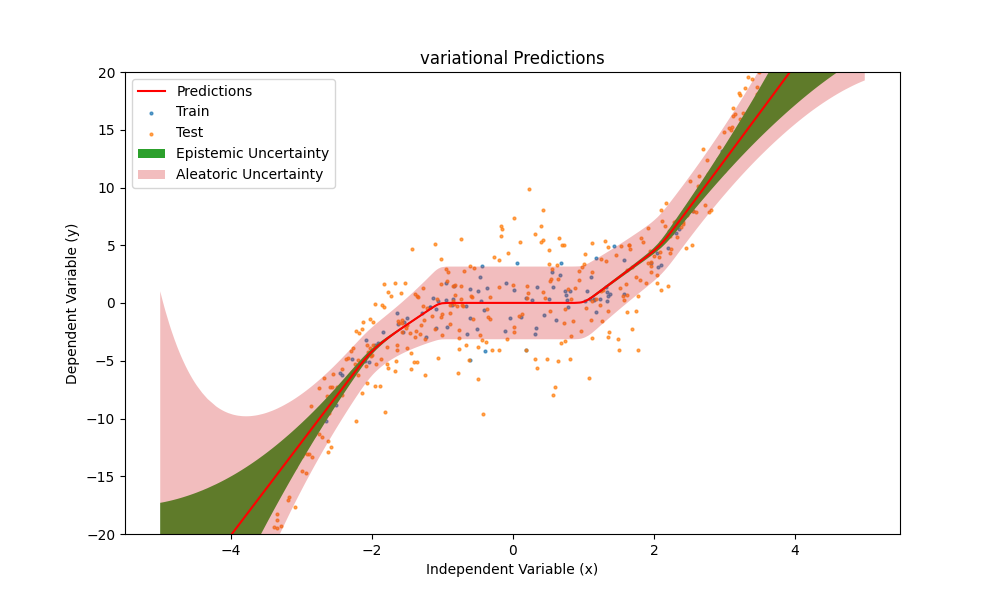 variational Predictions
Predictions
Train
Test
Epistemic Uncertainty
Aleatoric Uncertainty
20
15
10
5
0
−5
−10
−15
−20
Dependent Variable (y)
−4
−2
0
2
4
Independent Variable (x)